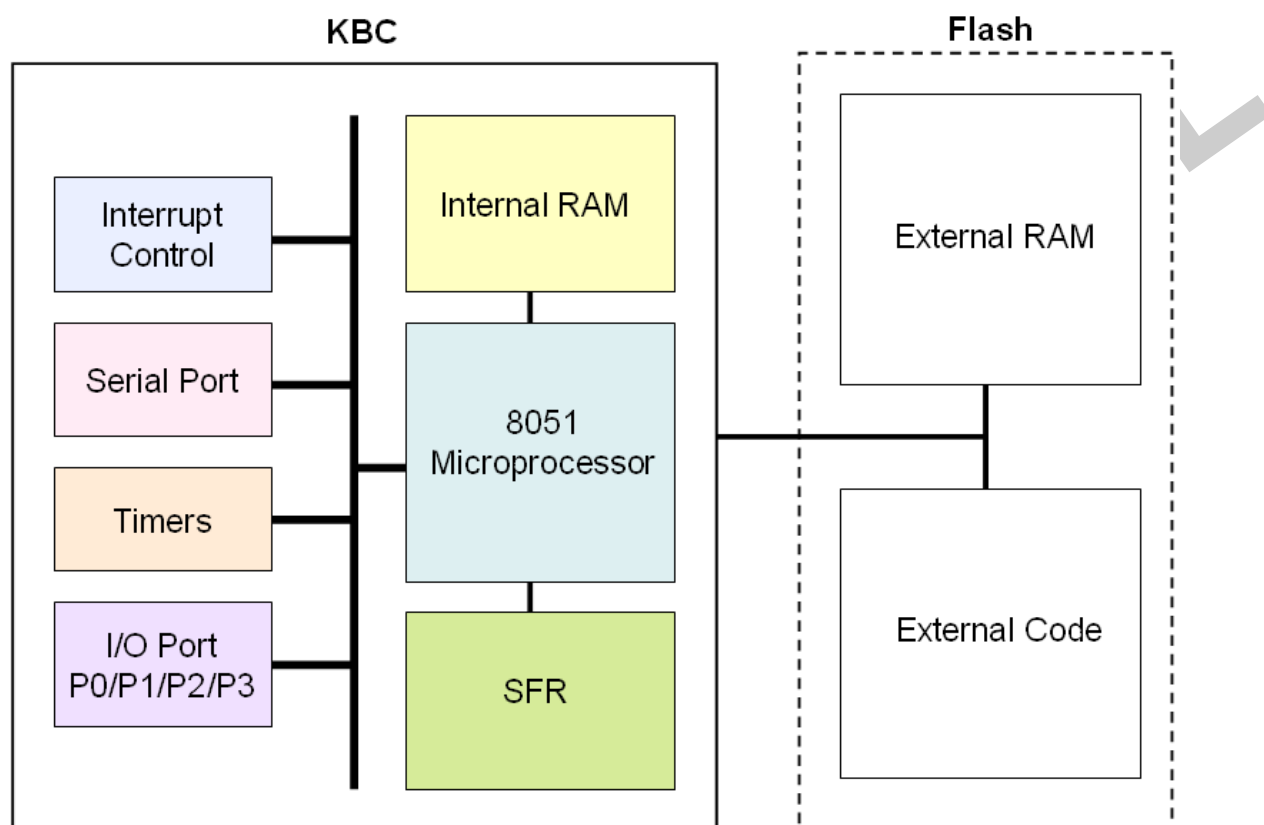 KBC
Flash
Interrupt
Control
Serial Port
Timers
I/O Port
P0/P1/P2/P3
Internal RAM
8051
Microprocessor
SFR
External RAM
External Code